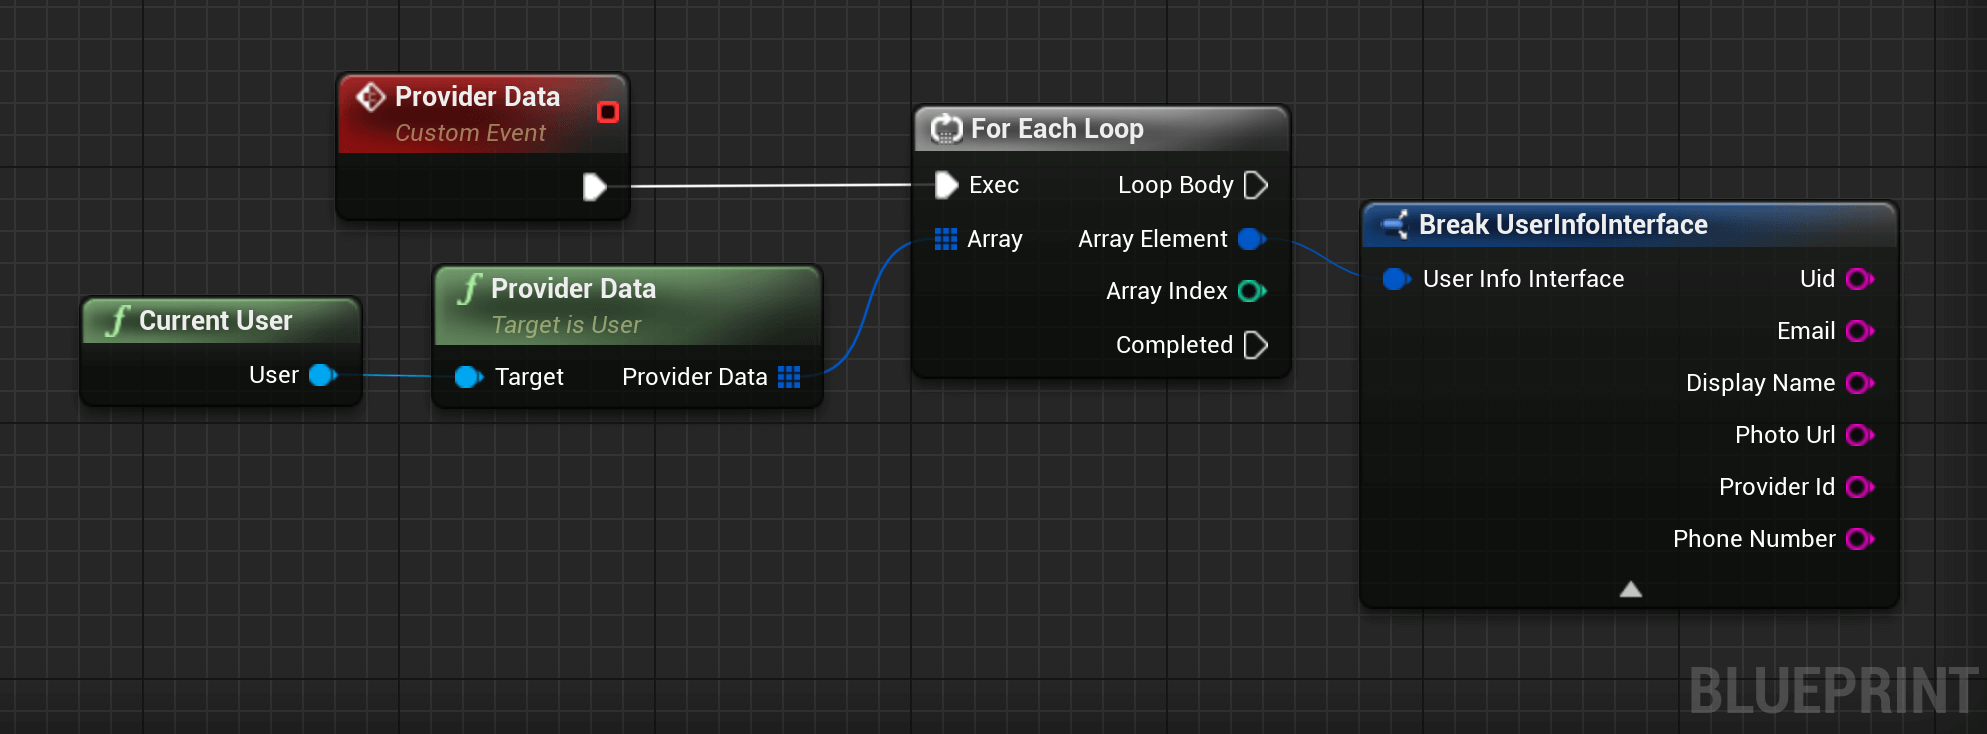 Provider Data
Custom Event
For Each Loop
Exec
Loop Body
Array
Array Element
Array Index
Completed
Current User
User
Provider Data
Target is User
Target
Provider Data
Break UserInfoInterface
User Info Interface
Uid
Email
Display Name
Photo Url
Provider Id
Phone Number
BLUEPRINT